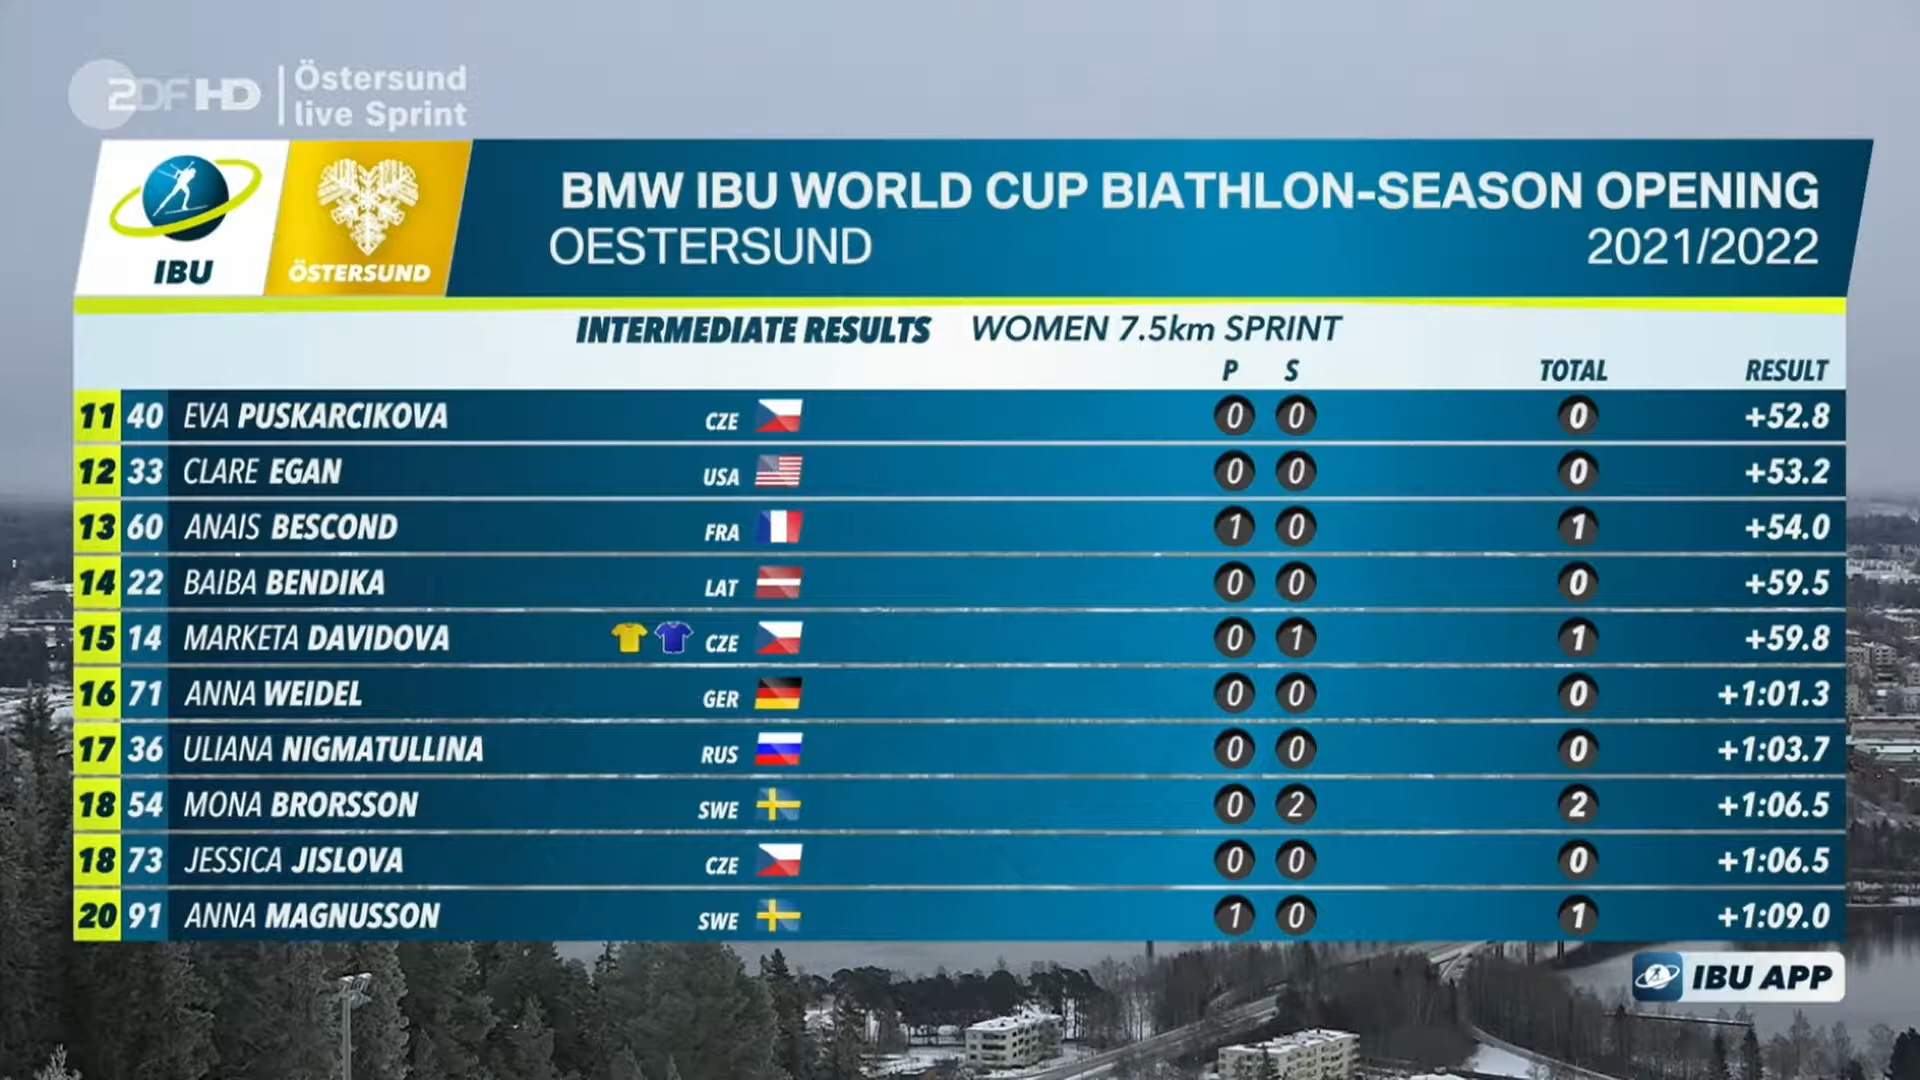 ZDF HD
Östersund
live Sprint
IBU
ÖSTERSUND
BMW IBU WORLD CUP BIATHLON-SEASON OPENING
OESTERSUND 2021/2022
INTERMEDIATE RESULTS WOMEN 7.5km SPRINT
P S TOTAL RESULT
11 40 EVA PUSKARCIKOVA CZE 0 0 0 +52.8
12 33 CLARE EGAN USA 0 0 0 +53.2
13 60 ANAIS BESCOND FRA 1 0 1 +54.0
14 22 BAIBA BENDIKA LAT 0 0 0 +59.5
15 14 MARKETA DAVIDOVA CZE 0 1 1 +59.8
16 71 ANNA WEIDEL GER 0 0 0 +1:01.3
17 36 ULIANA NIGMATULLINA RUS 0 0 0 +1:03.7
18 54 MONA BRORSSON SWE 0 2 2 +1:06.5
18 73 JESSICA JISLOVA CZE 0 0 0 +1:06.5
20 91 ANNA MAGNUSSON SWE 1 0 1 +1:09.0
IBU APP